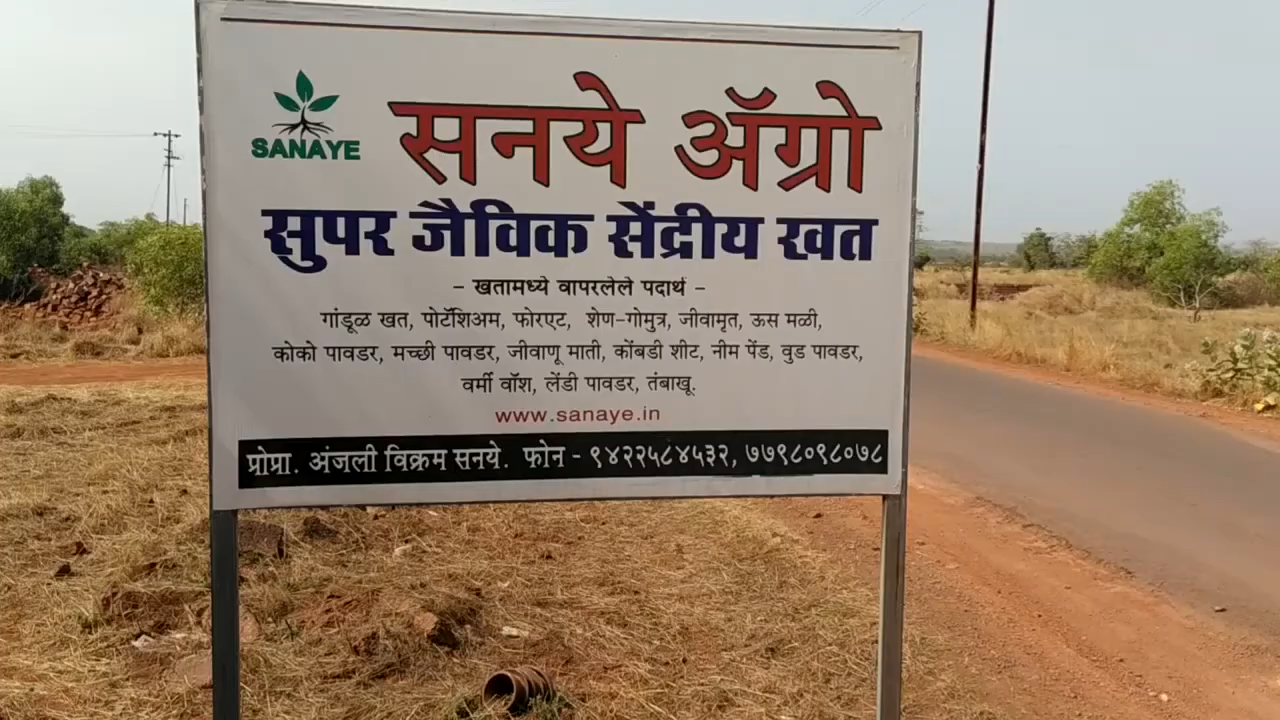 SANAYE
सनये ॲग्रो
सुपर जैविक सेंद्रीय खत
– खतामध्ये वापरलेले पदार्थ –
गांडूळ खत, पोटॅशिअम, फोरएट, शेण-गोमुत्र, जीवामृत, ऊस मळी,
कोको पावडर, मच्छी पावडर, जीवाणू माती, कोंबडी शीट, नीम पेंड, वुड पावडर,
वर्मी वॉश, लेंडी पावडर, तंबाखू.
www.sanaye.in
प्रोप्रा. अंजली विक्रम सनये. फोन - ९४२२५८४५३२, ७७९८०९८०७८